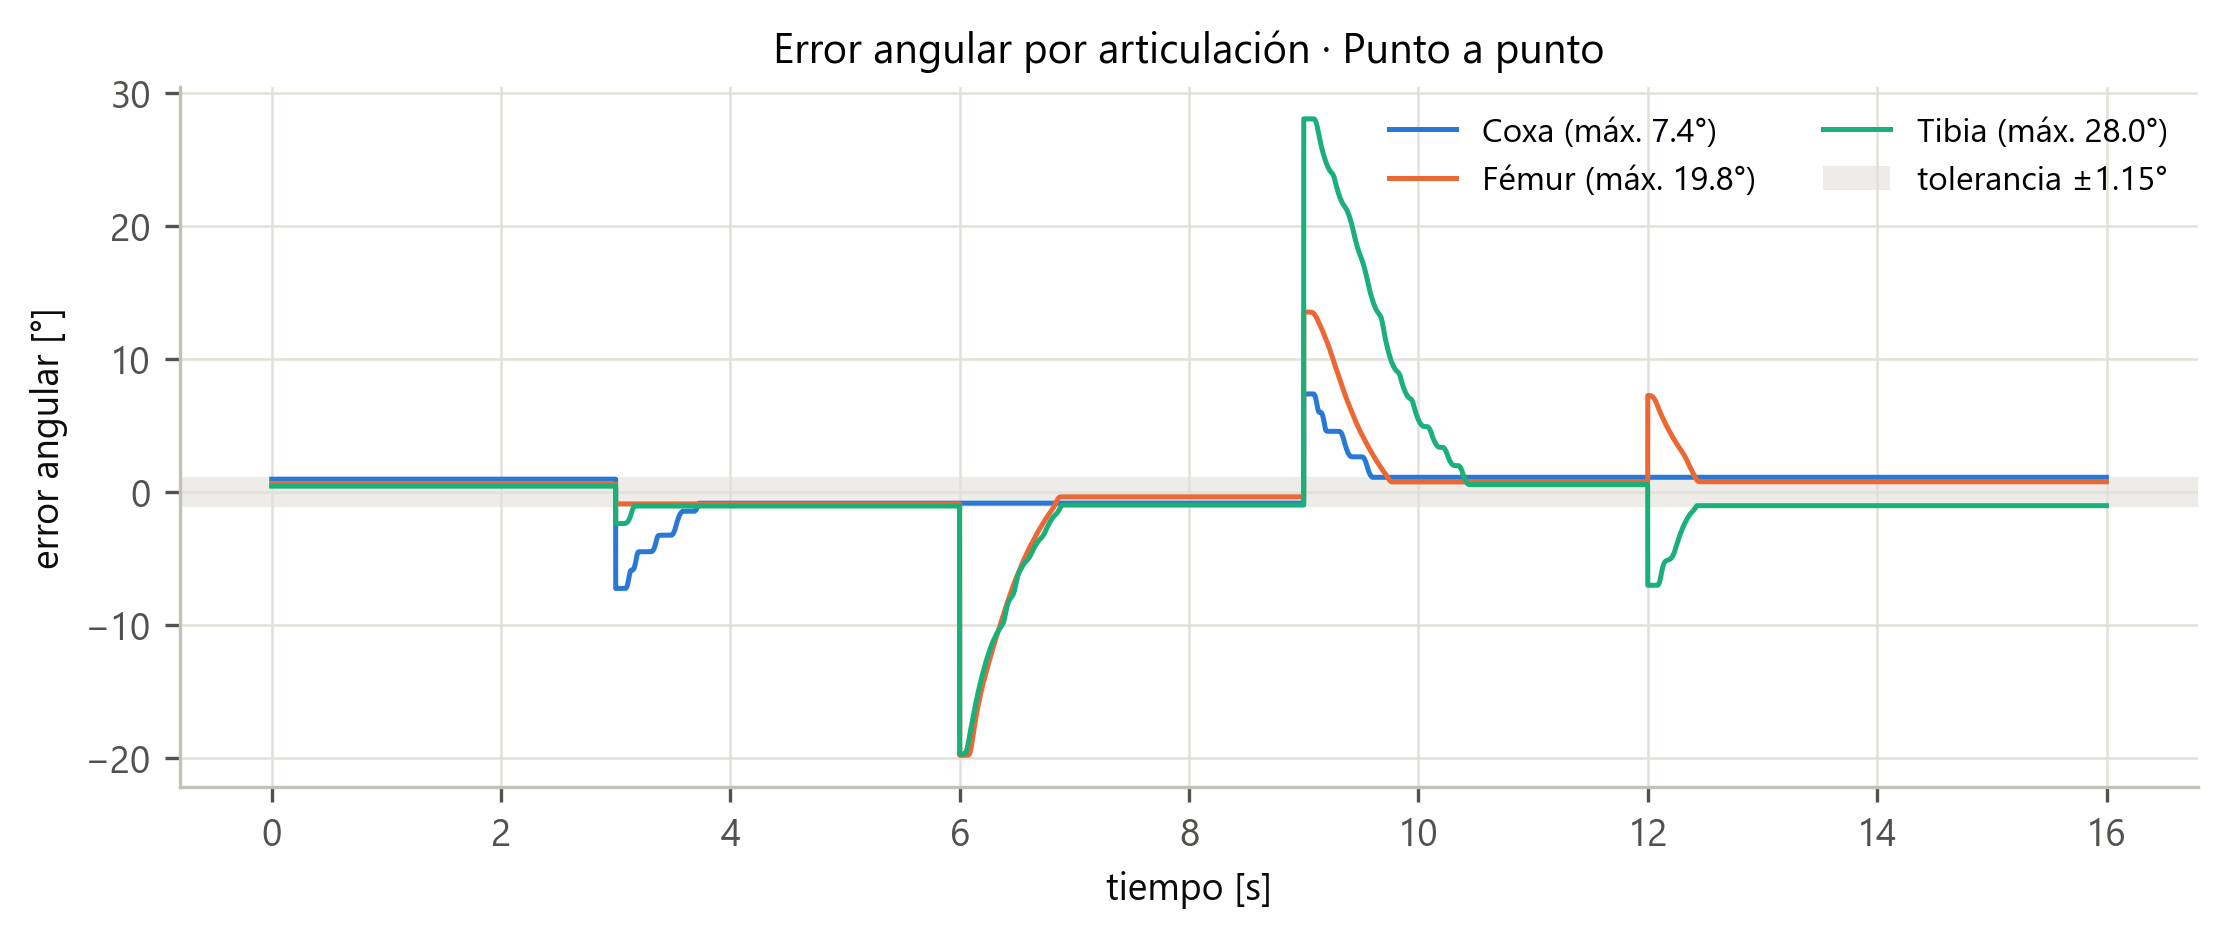 Error angular por articulación · Punto a punto
Coxa (máx. 7.4°)
Fémur (máx. 19.8°)
Tibia (máx. 28.0°)
tolerancia ±1.15°
error angular [°]
30
20
10
0
−10
−20
0 2 4 6 8 10 12 14 16
tiempo [s]